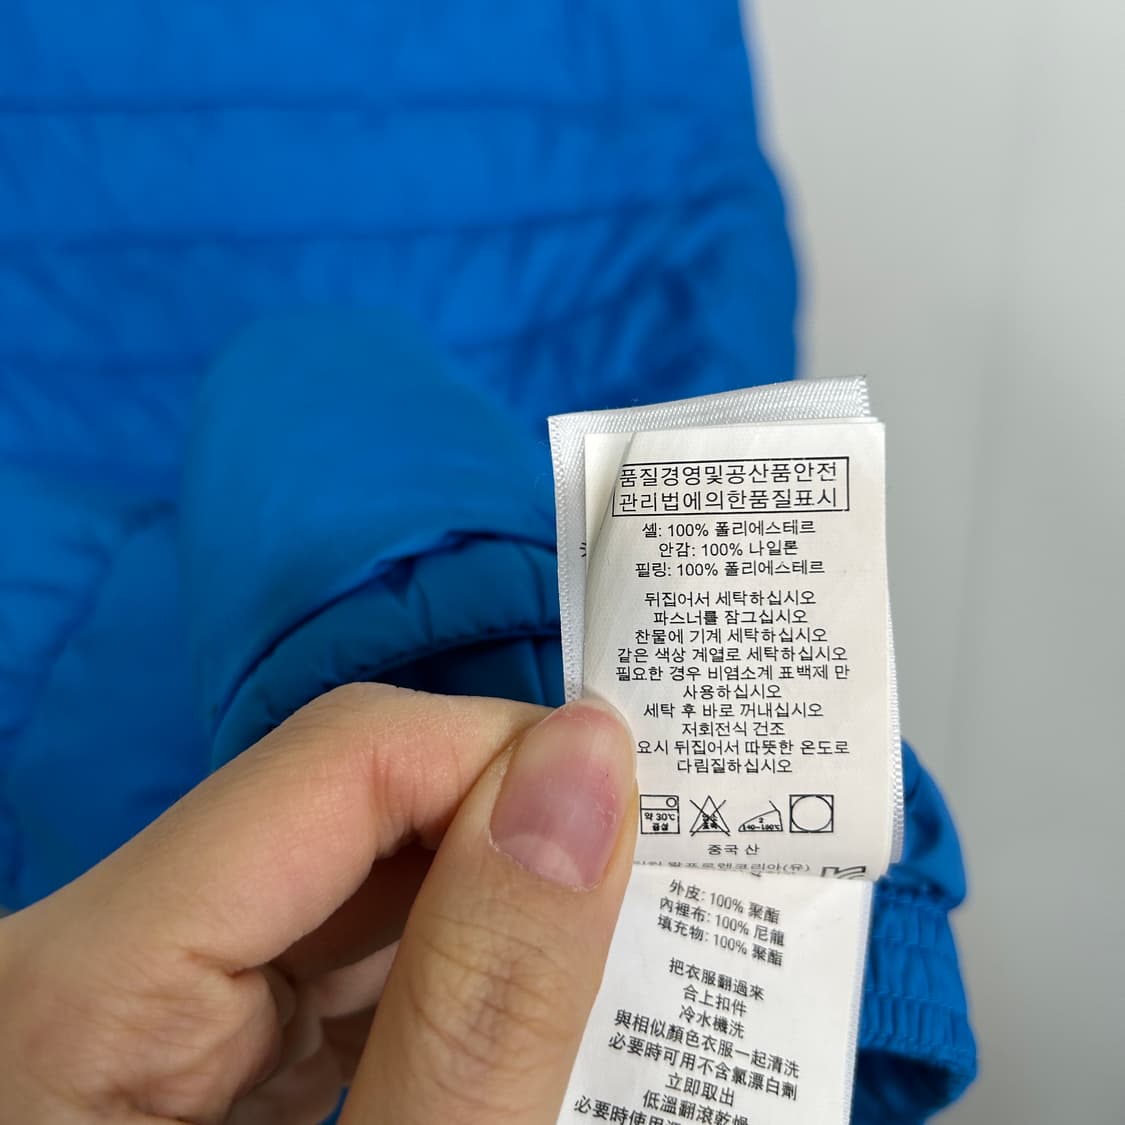 품질경영및공산품안전
관리법에의한품질표시
셸: 100% 폴리에스테르
안감: 100% 나일론
필링: 100% 폴리에스테르
뒤집어서 세탁하십시오
파스너를 잠그십시오
찬물에 기계 세탁하십시오
같은 색상 계열로 세탁하십시오
필요한 경우 비염소계 표백제 만
사용하십시오
세탁 후 바로 꺼내십시오
저회전식 건조
요시 뒤집어서 따뜻한 온도로
다림질하십시오
약 30℃
중국 산
外皮: 100% 聚酯
內裡布: 100% 尼龍
填充物: 100% 聚酯
把衣服翻過來
合上扣件
冷水機洗
與相似顏色衣服一起清洗
必要時可用不含氯漂白劑
立即取出
低溫翻滾乾燥
必要時使用